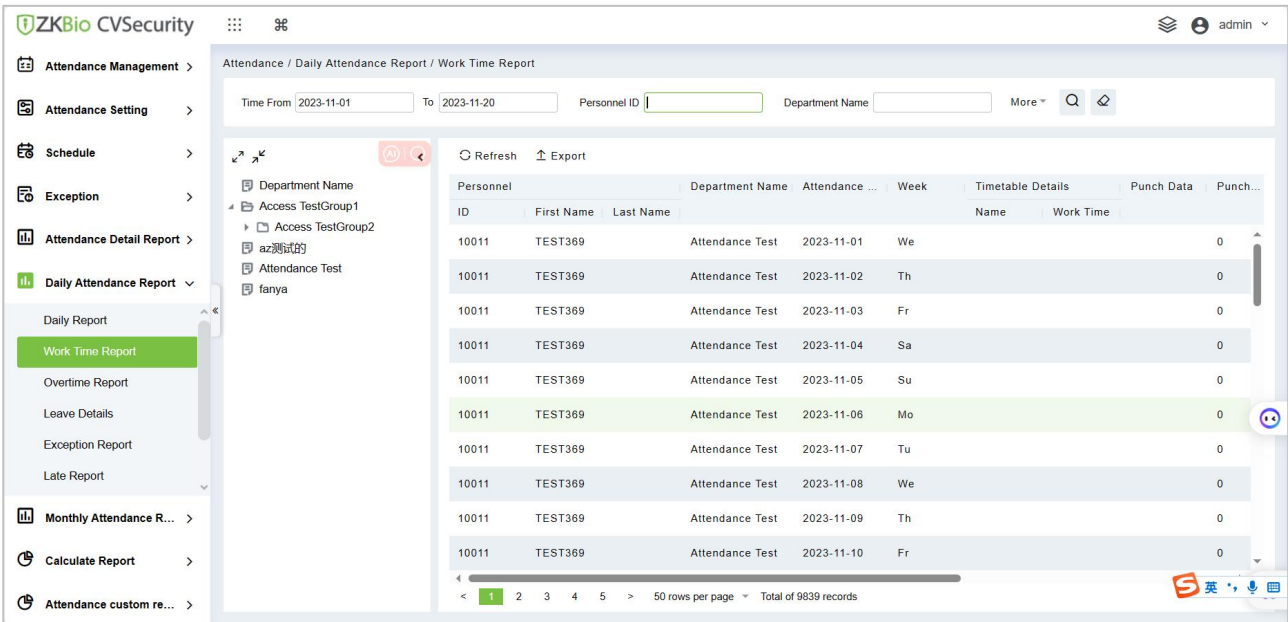 ZKBio CVSecurity
admin
Attendance Management
Attendance Setting
Schedule
Exception
Attendance Detail Report
Daily Attendance Report
Daily Report
Work Time Report
Overtime Report
Leave Details
Exception Report
Late Report
Monthly Attendance R...
Calculate Report
Attendance custom re...
Attendance / Daily Attendance Report / Work Time Report
Time From 2023-11-01 To 2023-11-20 Personnel ID Department Name More
Department Name
Access TestGroup1
Access TestGroup2
az测试的
Attendance Test
fanya
Refresh Export
Personnel Department Name Attendance ... Week Timetable Details Punch Data Punch...
ID First Name Last Name Name Work Time
10011 TEST369 Attendance Test 2023-11-01 We 0
10011 TEST369 Attendance Test 2023-11-02 Th 0
10011 TEST369 Attendance Test 2023-11-03 Fr 0
10011 TEST369 Attendance Test 2023-11-04 Sa 0
10011 TEST369 Attendance Test 2023-11-05 Su 0
10011 TEST369 Attendance Test 2023-11-06 Mo 0
10011 TEST369 Attendance Test 2023-11-07 Tu 0
10011 TEST369 Attendance Test 2023-11-08 We 0
10011 TEST369 Attendance Test 2023-11-09 Th 0
10011 TEST369 Attendance Test 2023-11-10 Fr 0
< 1 2 3 4 5 > 50 rows per page Total of 9839 records
英